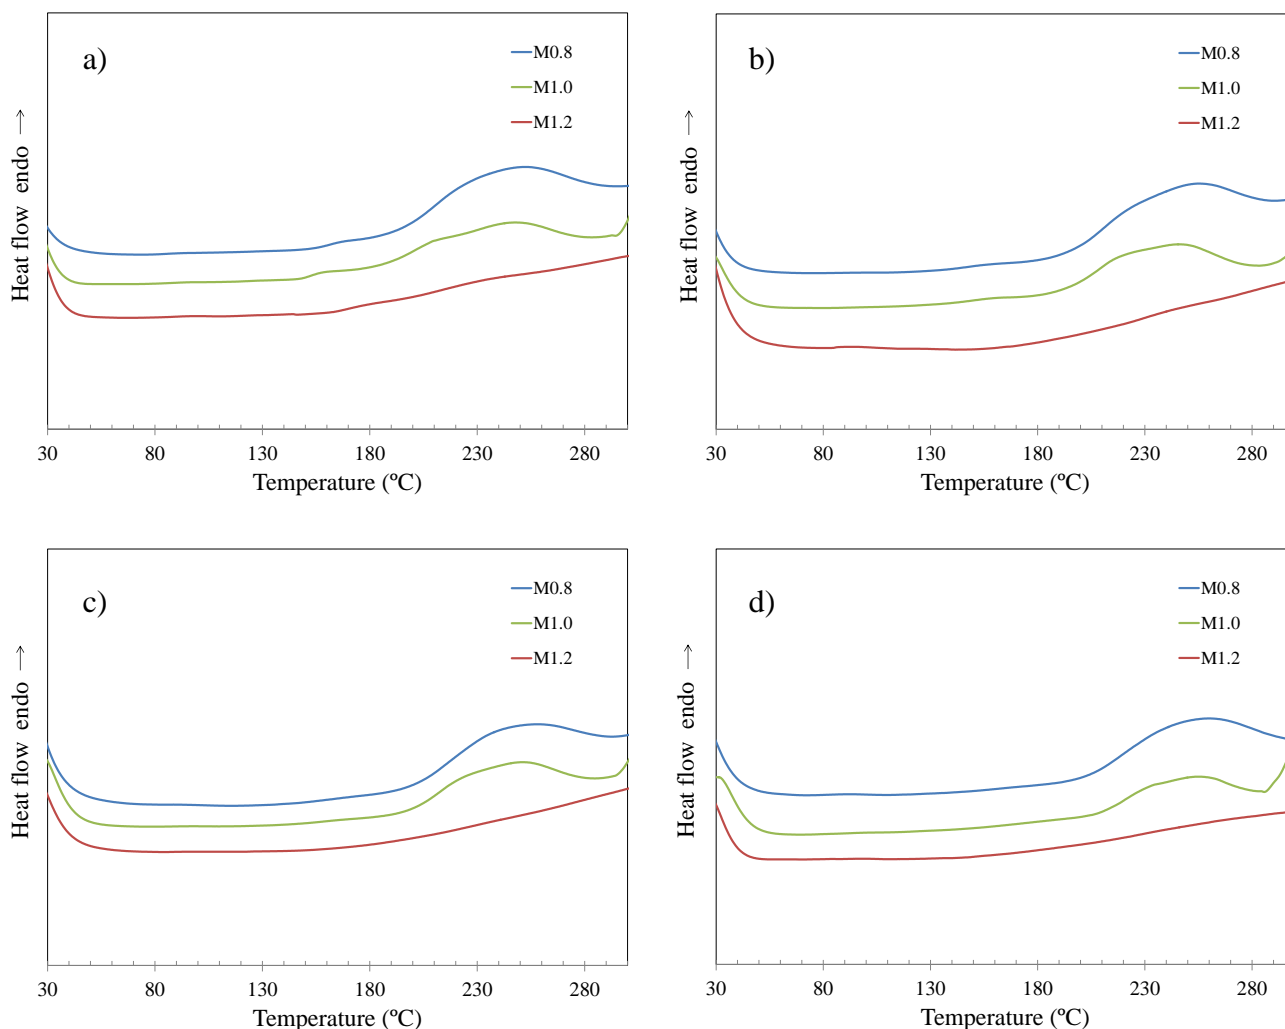 a)
M0.8
M1.0
M1.2
Heat flow endo →
30 80 130 180 230 280
Temperature (ºC)
b)
M0.8
M1.0
M1.2
Heat flow endo →
30 80 130 180 230 280
Temperature (ºC)
c)
M0.8
M1.0
M1.2
Heat flow endo →
30 80 130 180 230 280
Temperature (ºC)
d)
M0.8
M1.0
M1.2
Heat flow endo →
30 80 130 180 230 280
Temperature (ºC)